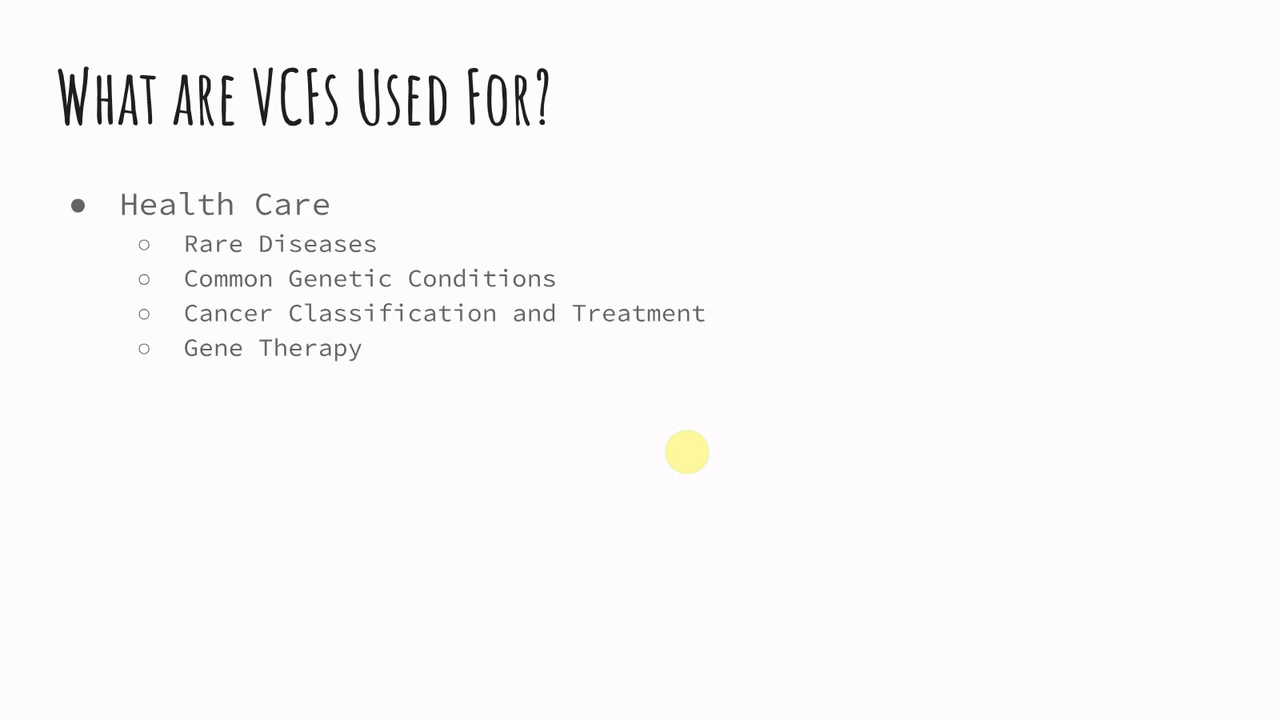 What are VCFs Used For?
● Health Care
○ Rare Diseases
○ Common Genetic Conditions
○ Cancer Classification and Treatment
○ Gene Therapy